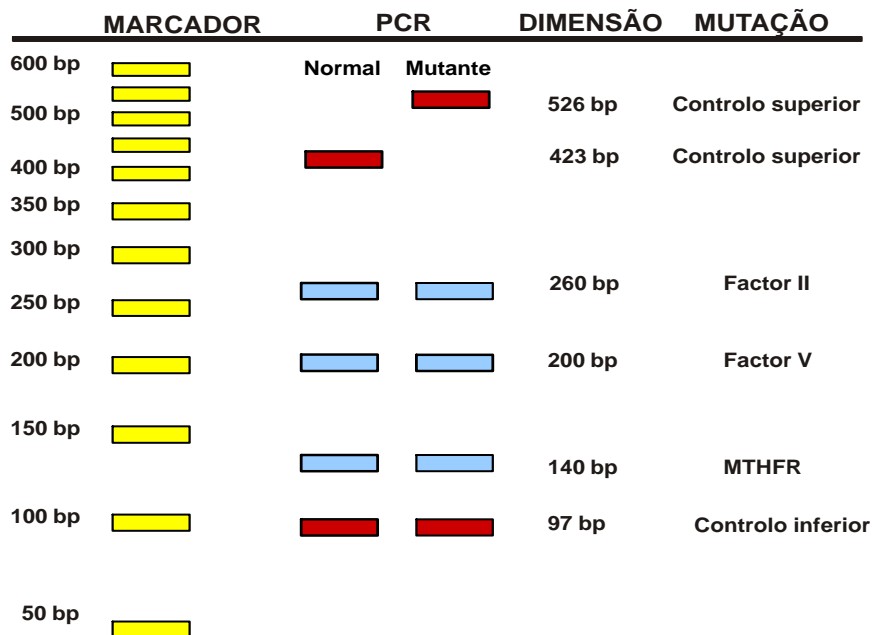 MARCADOR PCR DIMENSÃO MUTAÇÃO
600 bp Normal Mutante
500 bp 526 bp Controlo superior
400 bp 423 bp Controlo superior
350 bp
300 bp
260 bp Factor II
250 bp
200 bp 200 bp Factor V
150 bp
140 bp MTHFR
100 bp 97 bp Controlo inferior
50 bp